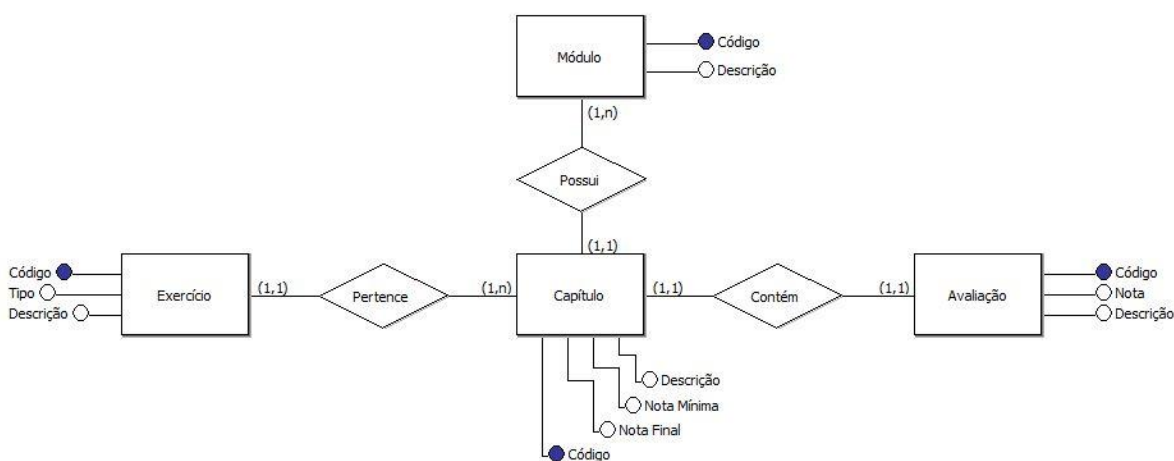 Módulo
Código
Descrição
(1,n)
Possui
(1,1)
Código
Tipo
Descrição
Exercício
(1,1)
Pertence
(1,n)
Capítulo
(1,1)
Contém
(1,1)
Avaliação
Código
Nota
Descrição
Descrição
Nota Mínima
Nota Final
Código